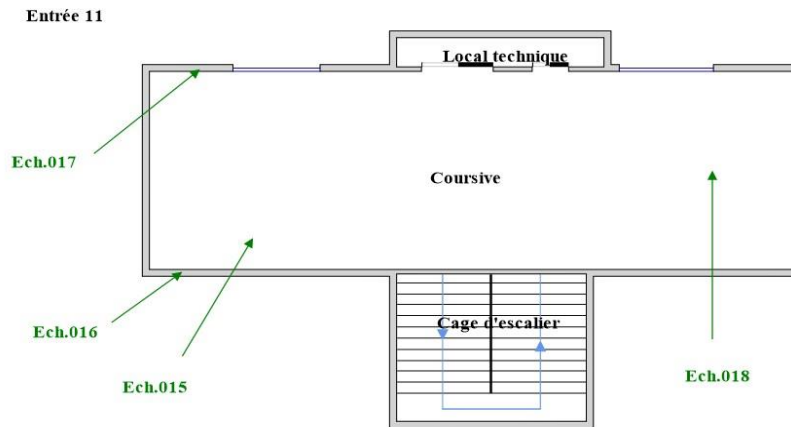 Entrée 11
Local technique
Ech.017
Coursive
Ech.016
Cage d'escalier
Ech.015
Ech.018